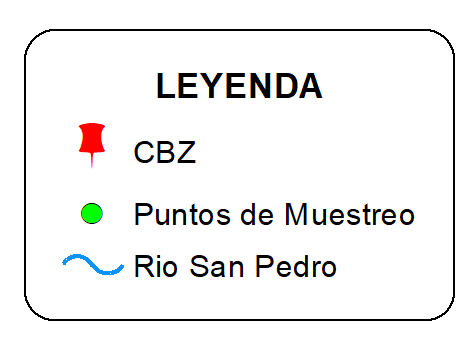 LEYENDA
CBZ
Puntos de Muestreo
Rio San Pedro